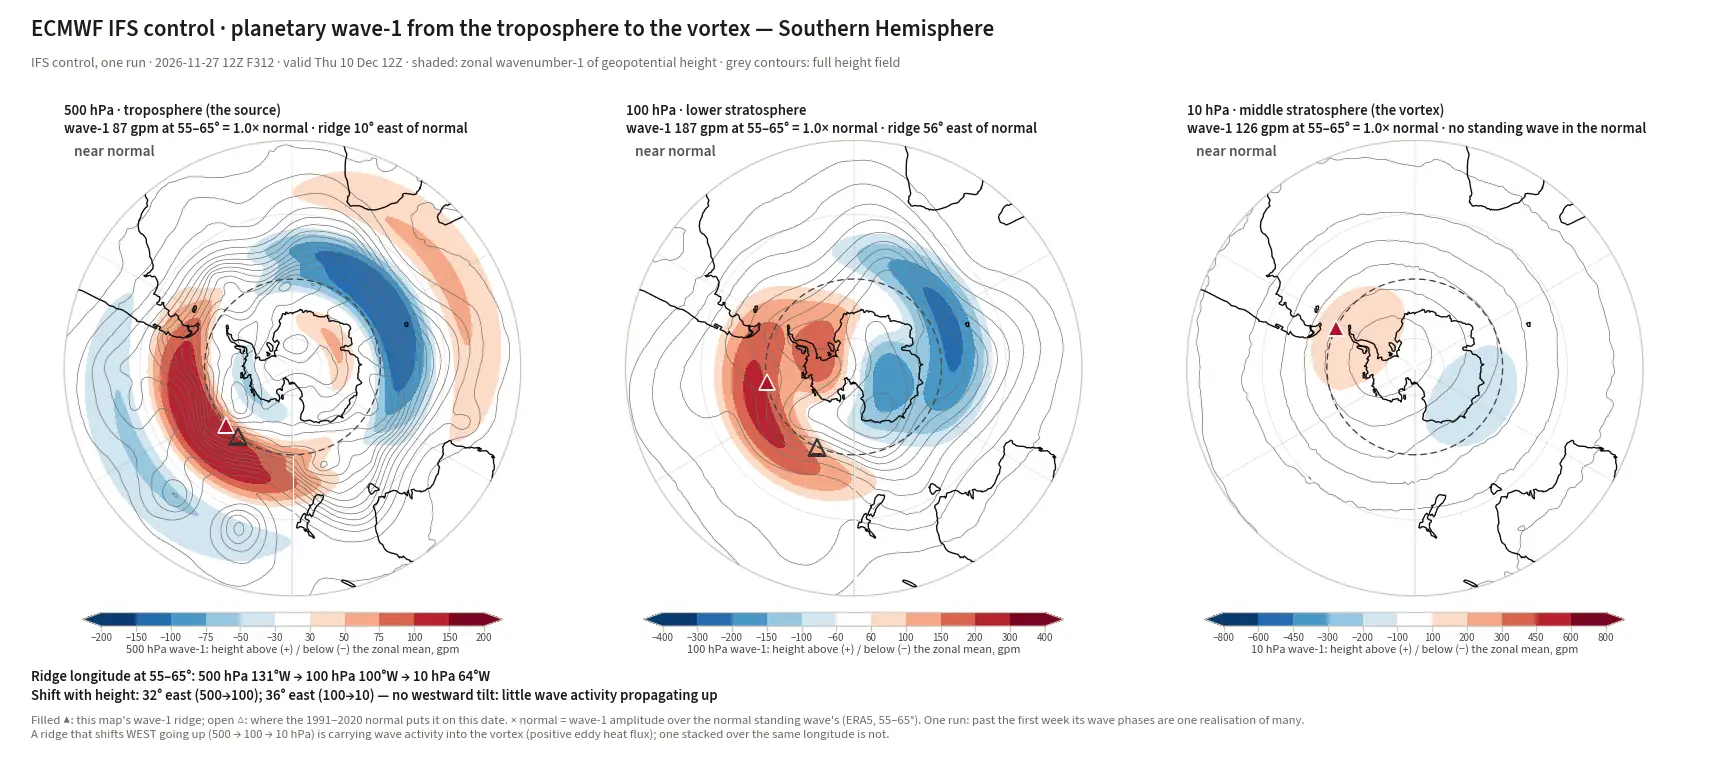 ECMWF IFS control · planetary wave-1 from the troposphere to the vortex — Southern Hemisphere
IFS control, one run · 2026-11-27 12Z F312 · valid Thu 10 Dec 12Z · shaded: zonal wavenumber-1 of geopotential height · grey contours: full height field
500 hPa · troposphere (the source)
wave-1 87 gpm at 55–65° = 1.0× normal · ridge 10° east of normal
near normal
100 hPa · lower stratosphere
wave-1 187 gpm at 55–65° = 1.0× normal · ridge 56° east of normal
near normal
10 hPa · middle stratosphere (the vortex)
wave-1 126 gpm at 55–65° = 1.0× normal · no standing wave in the normal
near normal
−200 −150 −100 −75 −50 −30 30 50 75 100 150 200
500 hPa wave-1: height above (+) / below (−) the zonal mean, gpm
−400 −300 −200 −150 −100 −60 60 100 150 200 300 400
100 hPa wave-1: height above (+) / below (−) the zonal mean, gpm
−800 −600 −450 −300 −200 −100 100 200 300 450 600 800
10 hPa wave-1: height above (+) / below (−) the zonal mean, gpm
Ridge longitude at 55–65°: 500 hPa 131°W → 100 hPa 100°W → 10 hPa 64°W
Shift with height: 32° east (500→100); 36° east (100→10) — no westward tilt: little wave activity propagating up
Filled ▲: this map's wave-1 ridge; open △: where the 1991–2020 normal puts it on this date. × normal = wave-1 amplitude over the normal standing wave's (ERA5, 55–65°). One run: past the first week its wave phases are one realisation of many.
A ridge that shifts WEST going up (500 → 100 → 10 hPa) is carrying wave activity into the vortex (positive eddy heat flux); one stacked over the same longitude is not.